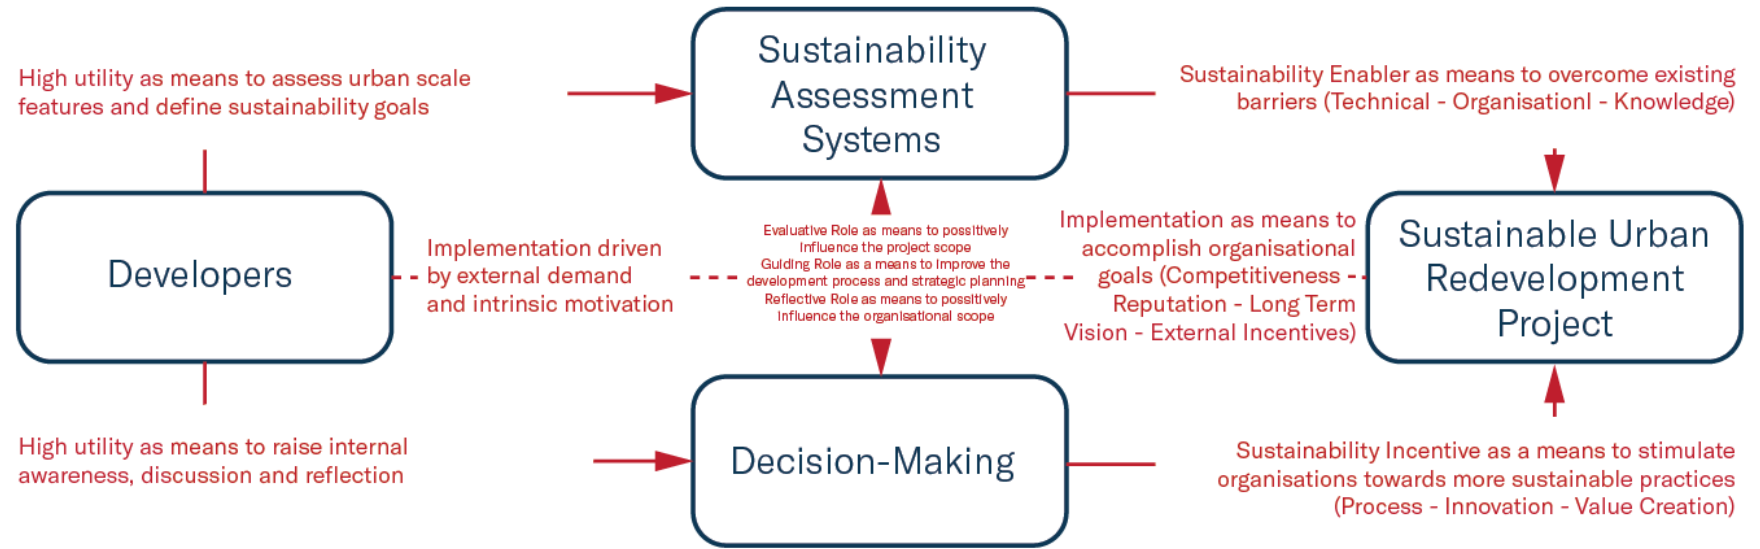 Sustainability
Assessment
Systems
High utility as means to assess urban scale
features and define sustainability goals
Sustainability Enabler as means to overcome existing
barriers (Technical - Organisationl - Knowledge)
Developers
Implementation driven
by external demand
and intrinsic motivation
Evaluative Role as means to possitively
influence the project scope
Guiding Role as a means to improve the
development process and strategic planning
Reflective Role as means to possitively
influence the organisational scope
Implementation as means to
accomplish organisational
goals (Competitiveness -
Reputation - Long Term
Vision - External Incentives)
Sustainable Urban
Redevelopment
Project
High utility as means to raise internal
awareness, discussion and reflection
Decision-Making
Sustainability Incentive as a means to stimulate
organisations towards more sustainable practices
(Process - Innovation - Value Creation)